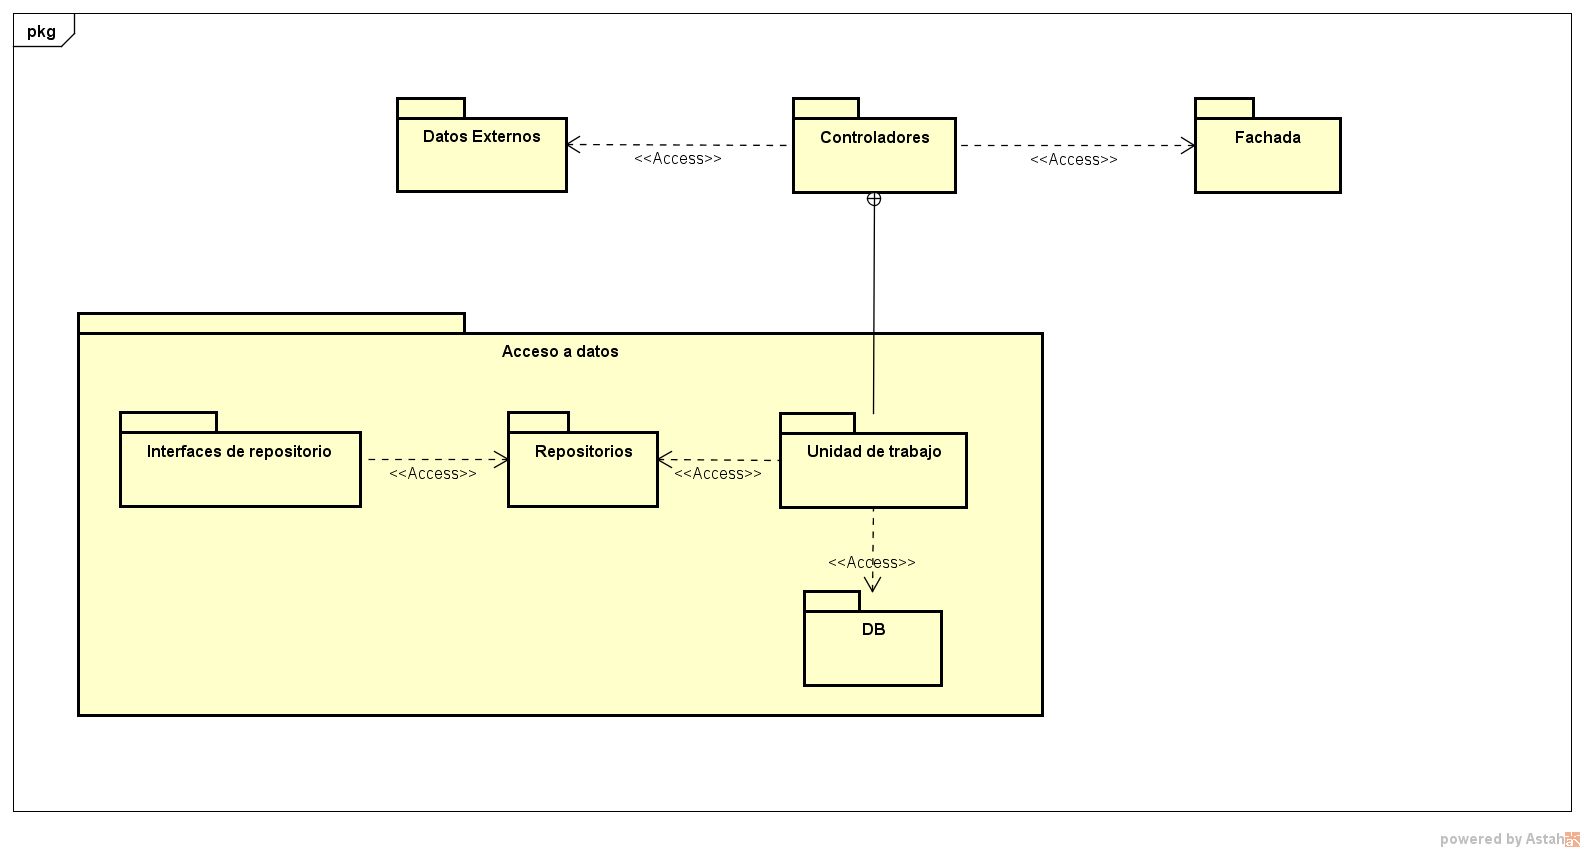 pkg
Datos Externos
Controladores
Fachada
<<Access>>
<<Access>>
Acceso a datos
Interfaces de repositorio
Repositorios
Unidad de trabajo
<<Access>>
<<Access>>
<<Access>>
DB
powered by Astah